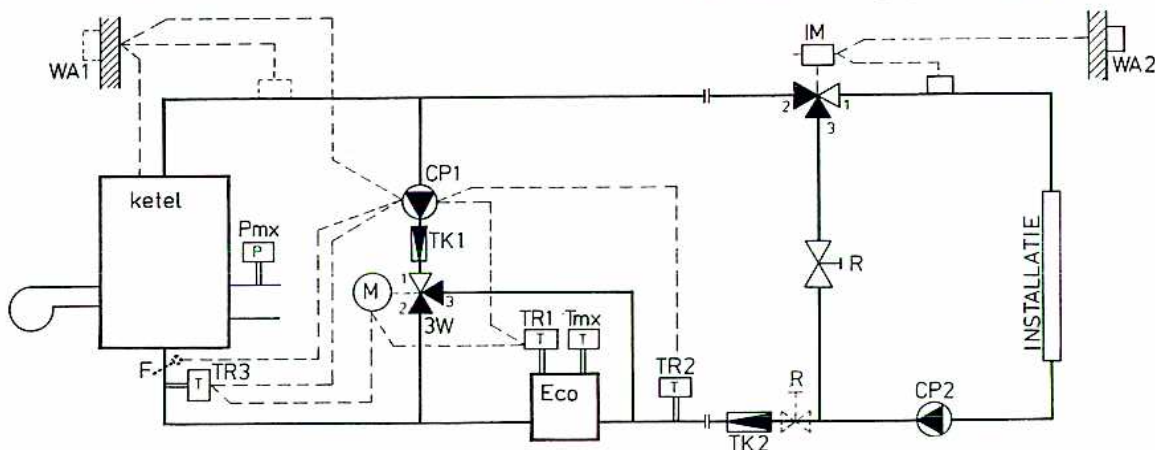 WA1
IM
WA2
2
1
3
ketel
CP1
Pmx
P
TK1
R
M
1
3
2
3W
TR1
Tmx
T
T
INSTALLATIE
F
T
TR3
TR2
T
Eco
R
CP2
TK2